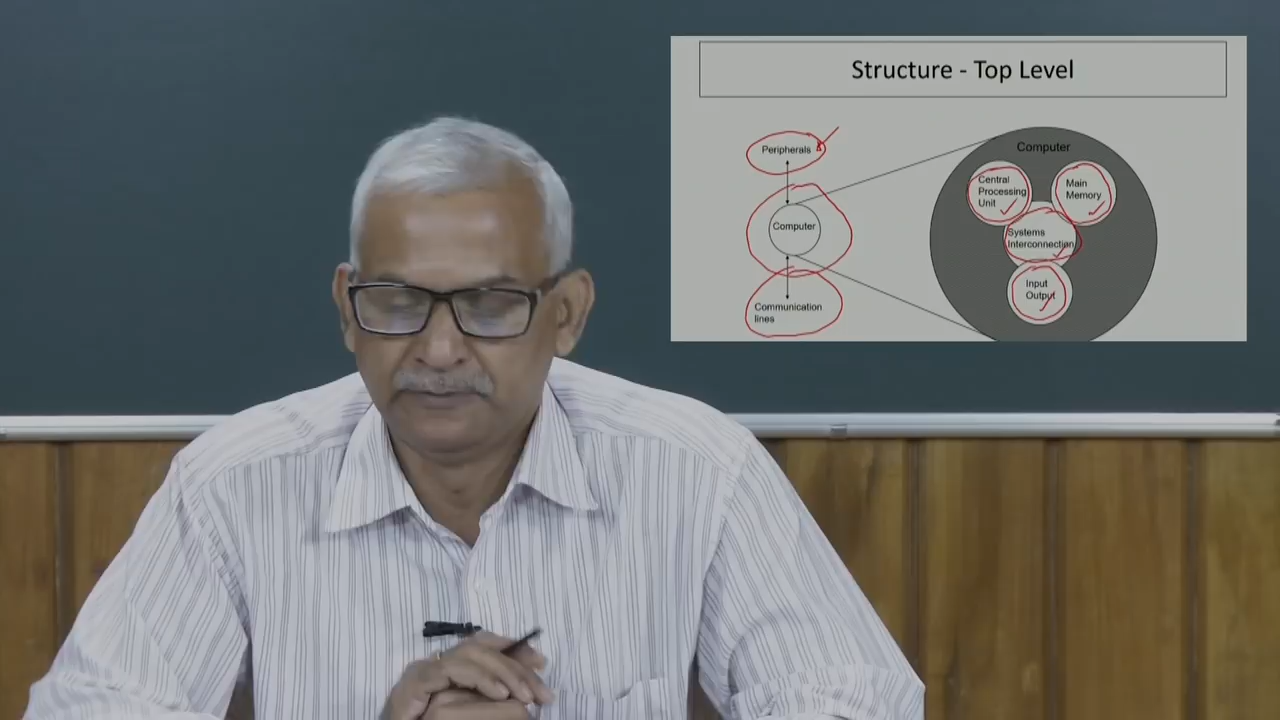 Structure - Top Level
Peripherals
Computer
Communication
lines
Computer
Central
Processing
Unit
Main
Memory
Systems
Interconnection
Input
Output